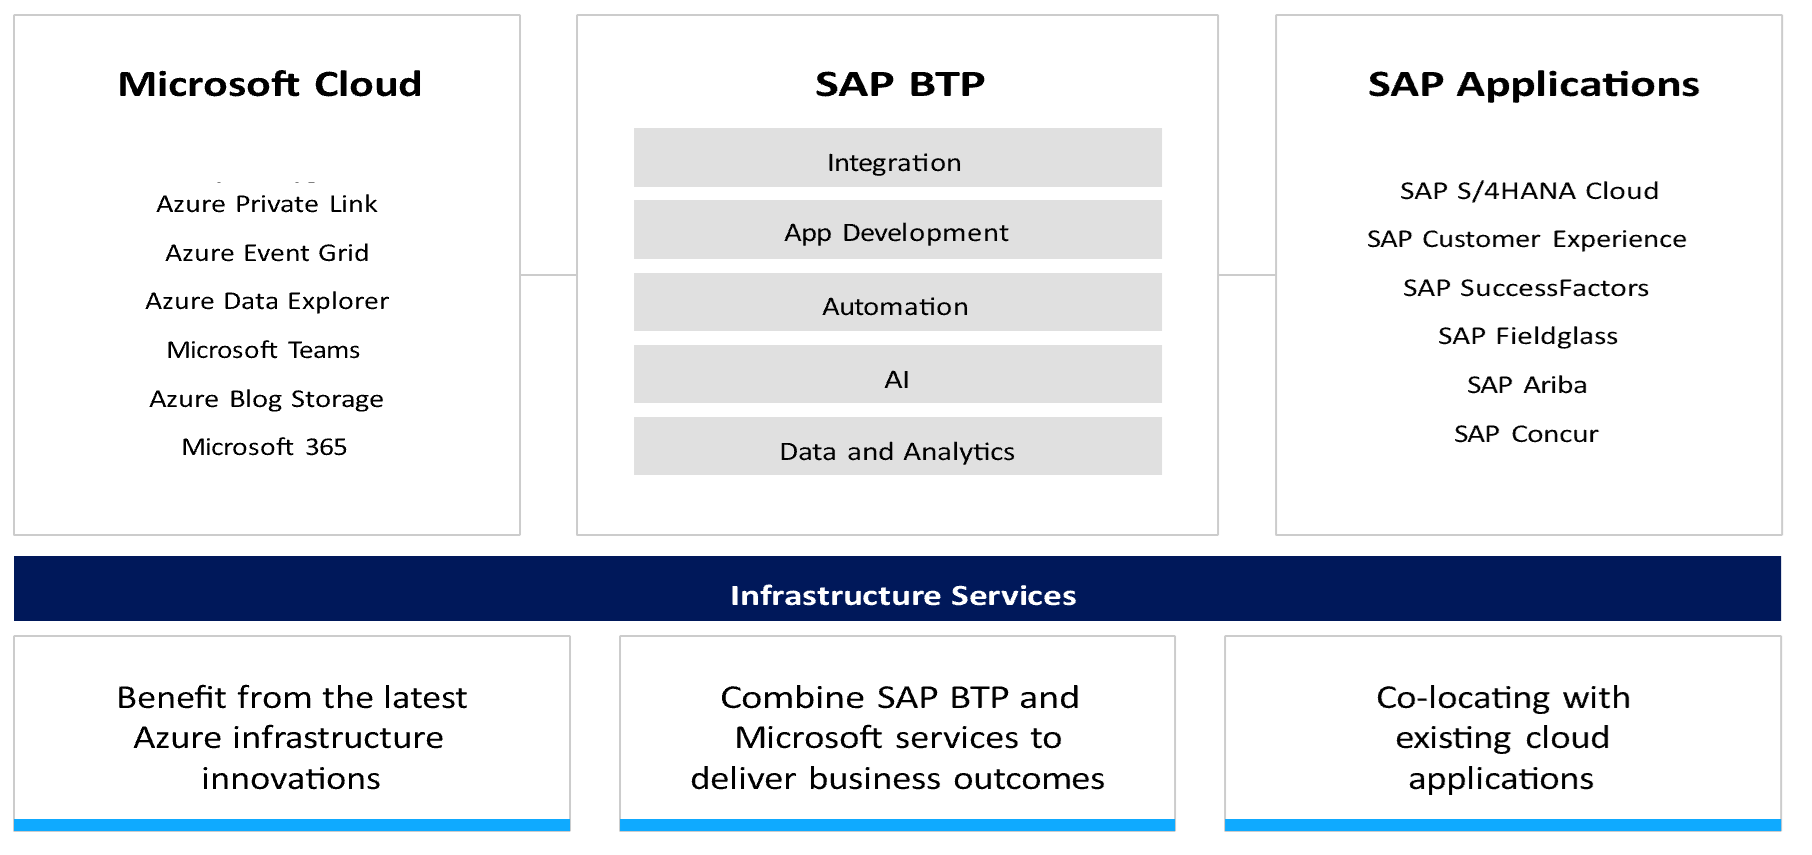 Microsoft Cloud
Azure Private Link
Azure Event Grid
Azure Data Explorer
Microsoft Teams
Azure Blog Storage
Microsoft 365
SAP BTP
Integration
App Development
Automation
AI
Data and Analytics
SAP Applications
SAP S/4HANA Cloud
SAP Customer Experience
SAP SuccessFactors
SAP Fieldglass
SAP Ariba
SAP Concur
Infrastructure Services
Benefit from the latest
Azure infrastructure
innovations
Combine SAP BTP and
Microsoft services to
deliver business outcomes
Co-locating with
existing cloud
applications